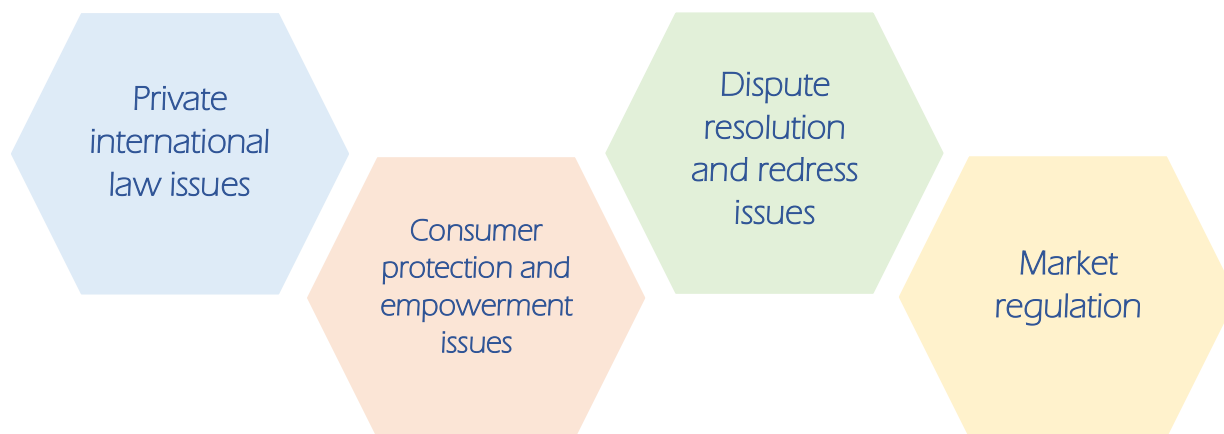 Private
international
law issues
Consumer
protection and
empowerment
issues
Dispute
resolution
and redress
issues
Market
regulation